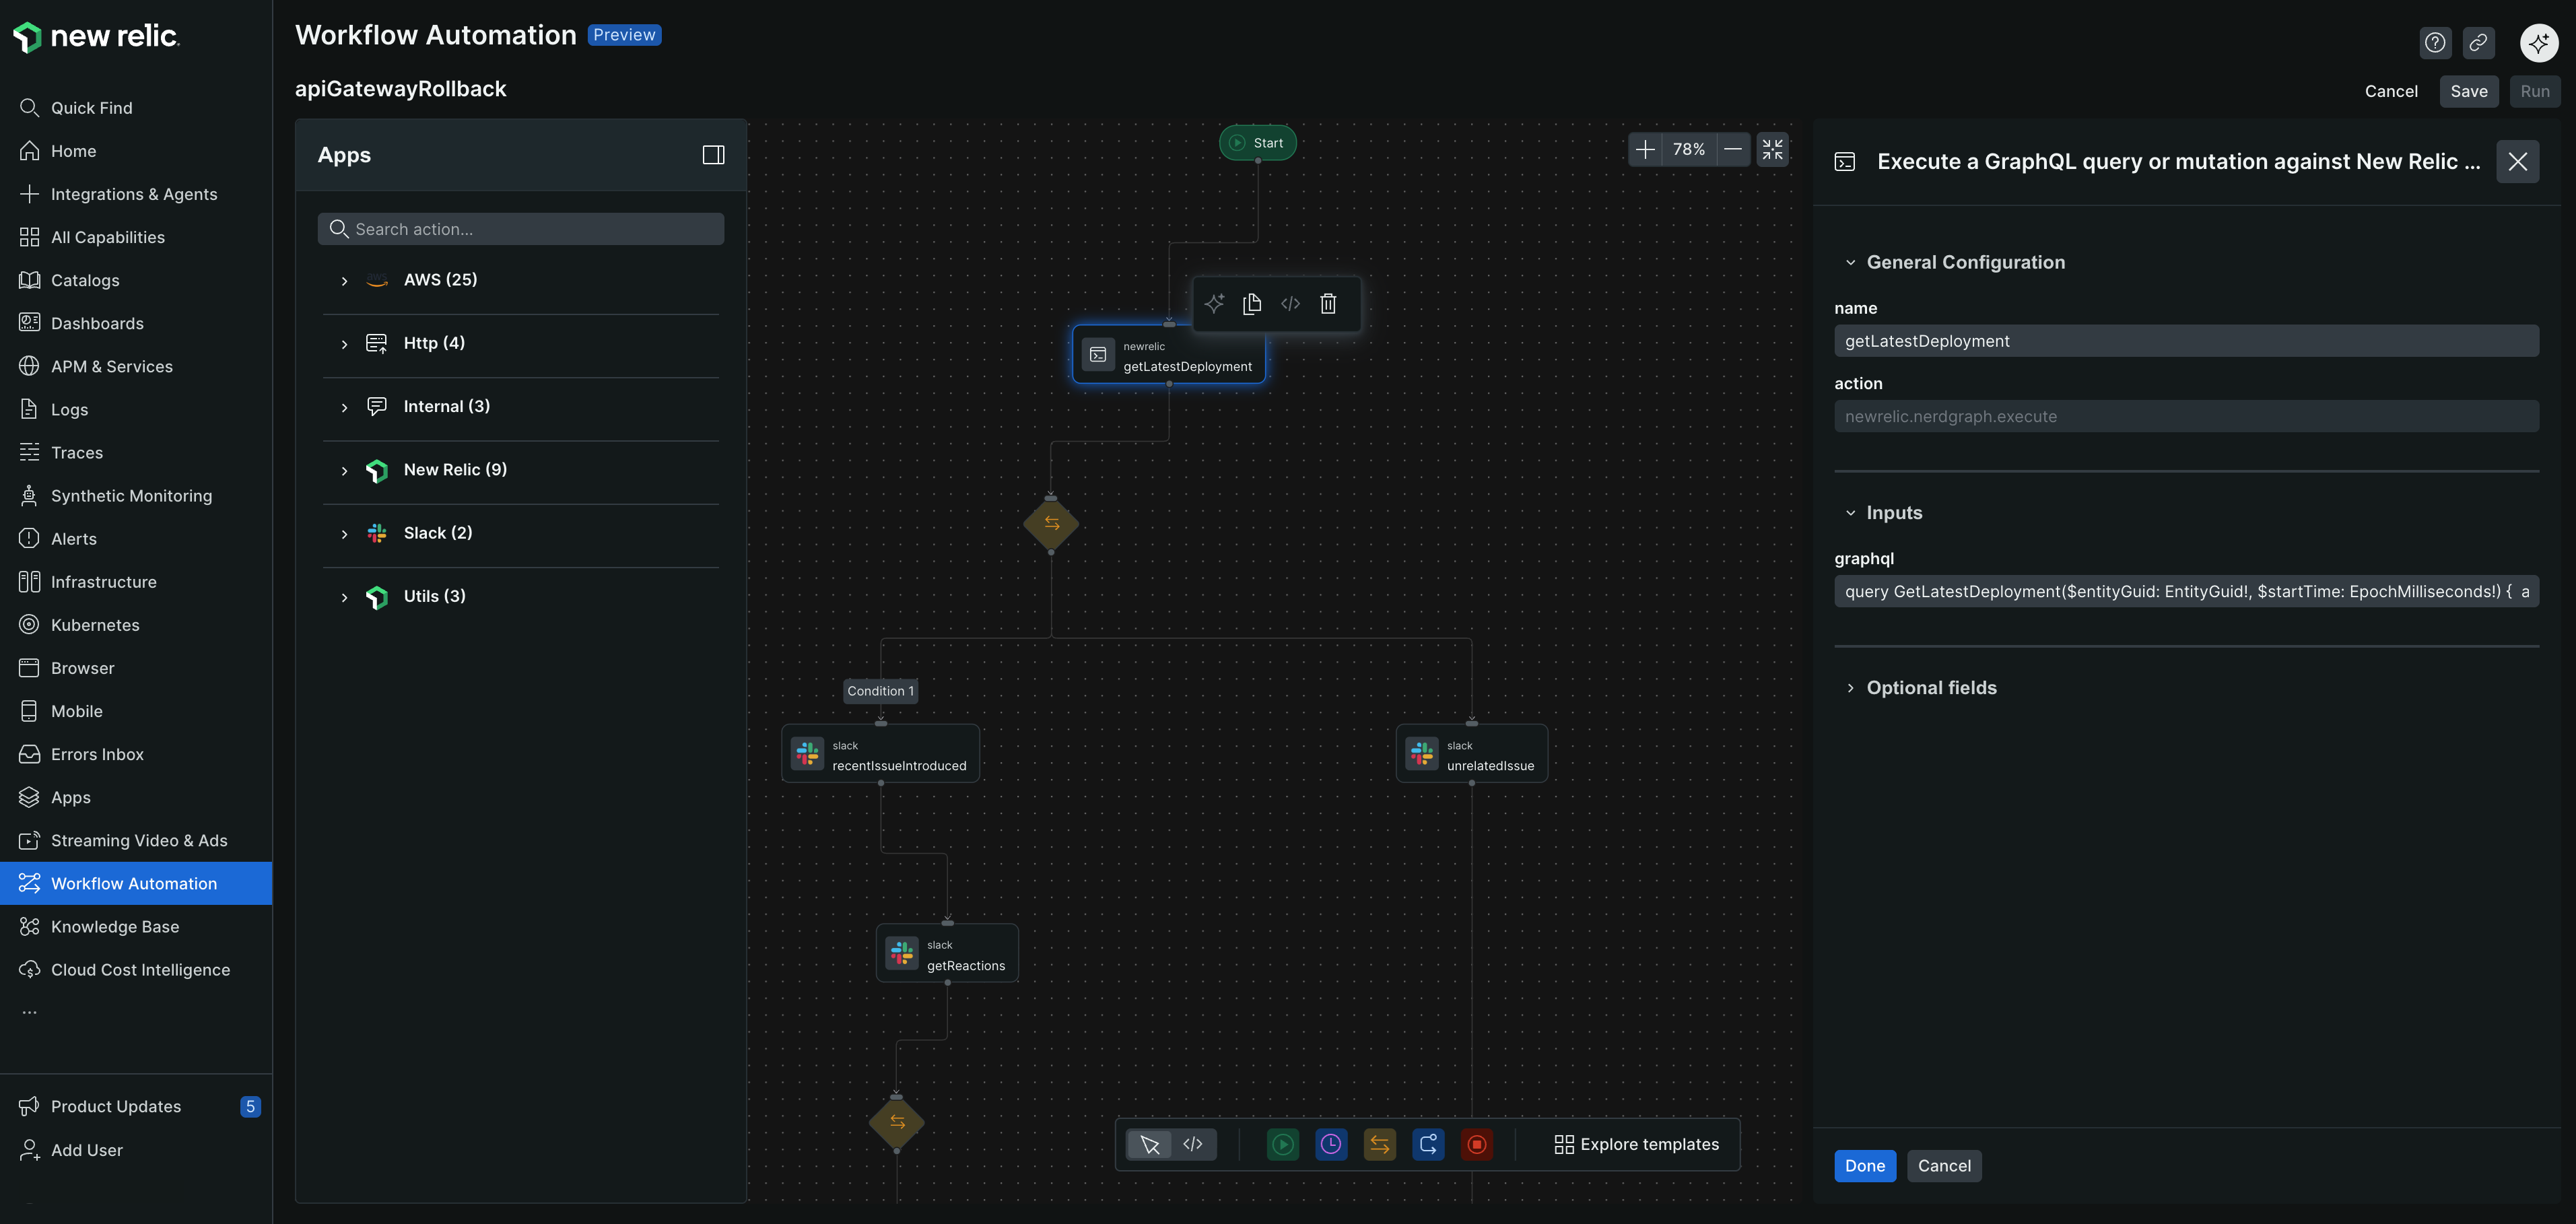 new relic
Quick Find
Home
Integrations & Agents
All Capabilities
Catalogs
Dashboards
APM & Services
Logs
Traces
Synthetic Monitoring
Alerts
Infrastructure
Kubernetes
Browser
Mobile
Errors Inbox
Apps
Streaming Video & Ads
Workflow Automation
Knowledge Base
Cloud Cost Intelligence
...
Product Updates 5
Add User
Workflow Automation Preview
apiGatewayRollback
Cancel Save Run
Apps
Search action...
aws AWS (25)
Http (4)
Internal (3)
New Relic (9)
Slack (2)
Utils (3)
Start
78%
newrelic
getLatestDeployment
Condition 1
slack
recentIssueIntroduced
slack
unrelatedIssue
slack
getReactions
Explore templates
Execute a GraphQL query or mutation against New Relic ...
General Configuration
name
getLatestDeployment
action
newrelic.nerdgraph.execute
Inputs
graphql
query GetLatestDeployment($entityGuid: EntityGuid!, $startTime: EpochMilliseconds!) { a
Optional fields
Done Cancel